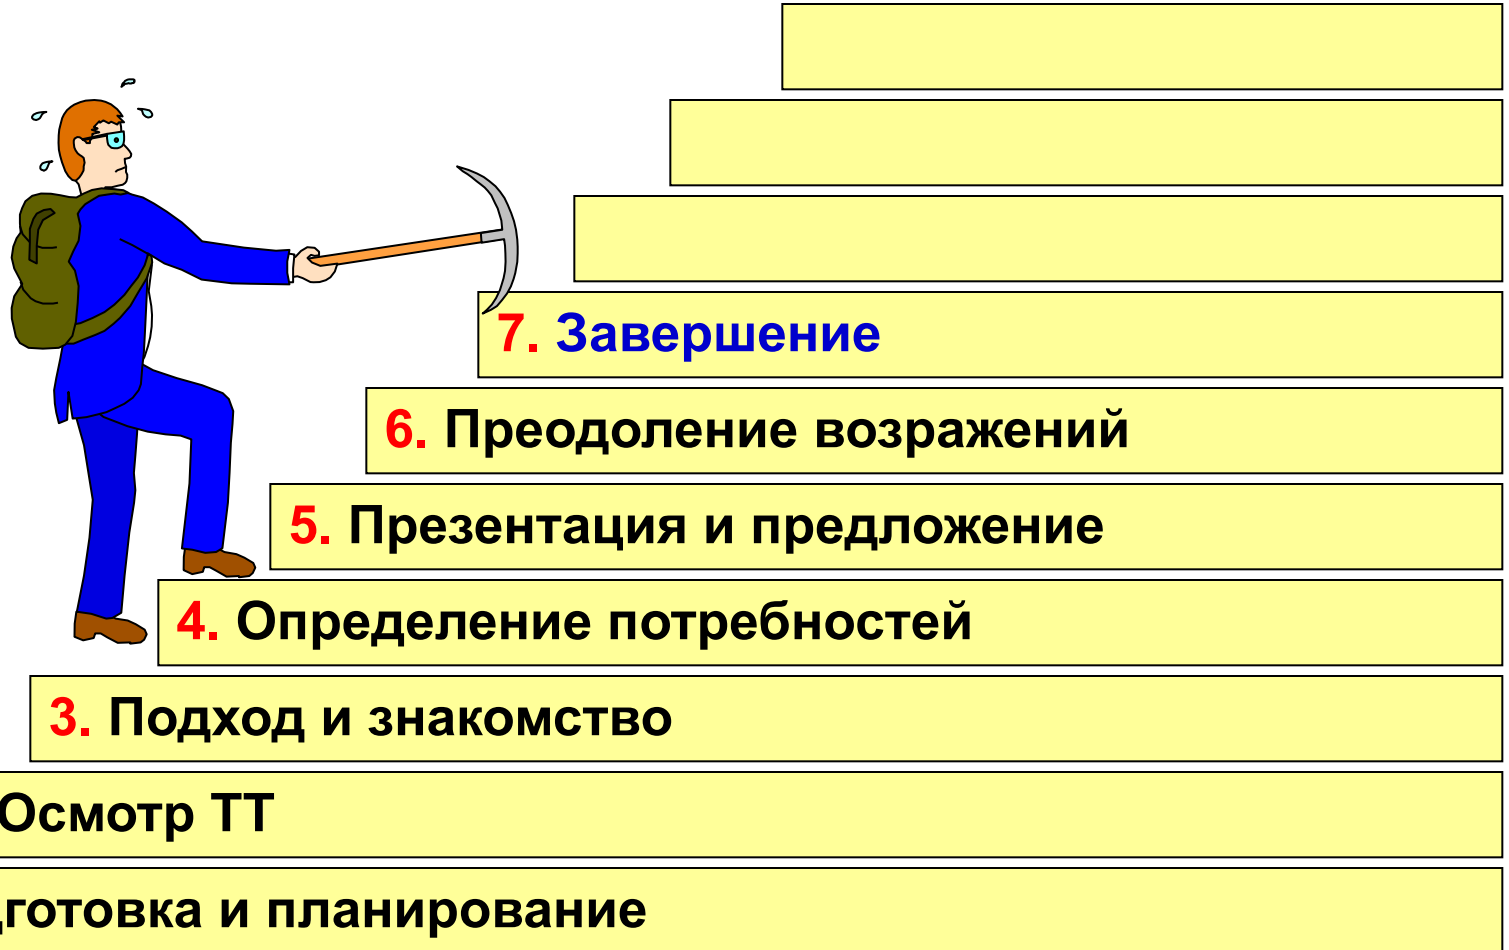 7. Завершение
6. Преодоление возражений
5. Презентация и предложение
4. Определение потребностей
3. Подход и знакомство
Осмотр ТТ
готовка и планирование